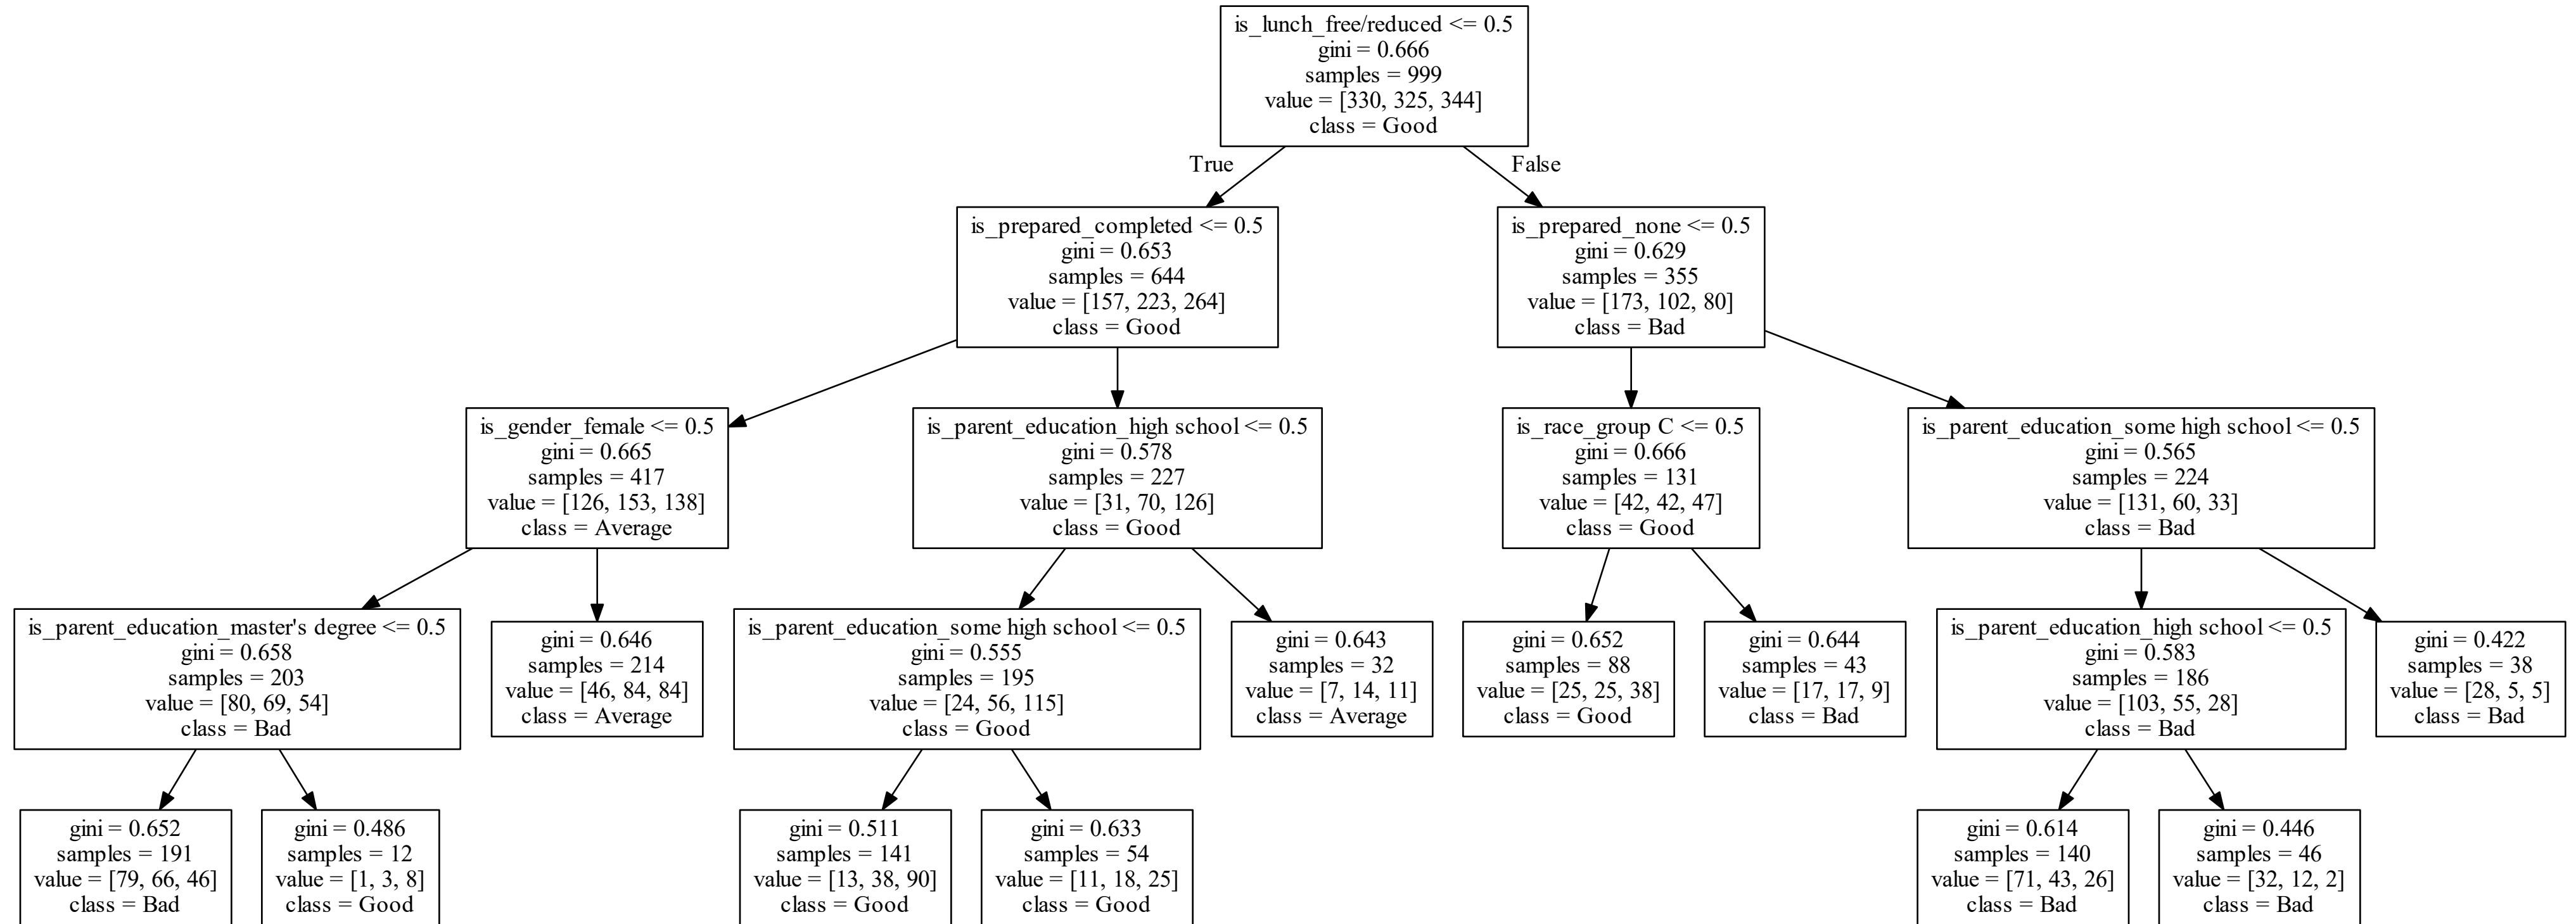 is_lunch_free/reduced <= 0.5
gini = 0.666
samples = 999
value = [330, 325, 344]
class = Good
True
False
is_prepared_completed <= 0.5
gini = 0.653
samples = 644
value = [157, 223, 264]
class = Good
is_prepared_none <= 0.5
gini = 0.629
samples = 355
value = [173, 102, 80]
class = Bad
is_gender_female <= 0.5
gini = 0.665
samples = 417
value = [126, 153, 138]
class = Average
is_parent_education_high school <= 0.5
gini = 0.578
samples = 227
value = [31, 70, 126]
class = Good
is_race_group C <= 0.5
gini = 0.666
samples = 131
value = [42, 42, 47]
class = Good
is_parent_education_some high school <= 0.5
gini = 0.565
samples = 224
value = [131, 60, 33]
class = Bad
is_parent_education_master's degree <= 0.5
gini = 0.658
samples = 203
value = [80, 69, 54]
class = Bad
gini = 0.646
samples = 214
value = [46, 84, 84]
class = Average
is_parent_education_some high school <= 0.5
gini = 0.555
samples = 195
value = [24, 56, 115]
class = Good
gini = 0.643
samples = 32
value = [7, 14, 11]
class = Average
gini = 0.652
samples = 88
value = [25, 25, 38]
class = Good
gini = 0.644
samples = 43
value = [17, 17, 9]
class = Bad
is_parent_education_high school <= 0.5
gini = 0.583
samples = 186
value = [103, 55, 28]
class = Bad
gini = 0.422
samples = 38
value = [28, 5, 5]
class = Bad
gini = 0.652
samples = 191
value = [79, 66, 46]
class = Bad
gini = 0.486
samples = 12
value = [1, 3, 8]
class = Good
gini = 0.511
samples = 141
value = [13, 38, 90]
class = Good
gini = 0.633
samples = 54
value = [11, 18, 25]
class = Good
gini = 0.614
samples = 140
value = [71, 43, 26]
class = Bad
gini = 0.446
samples = 46
value = [32, 12, 2]
class = Bad